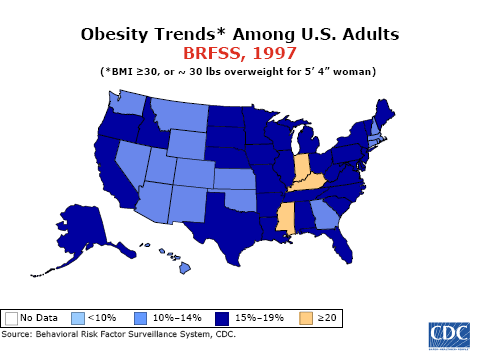 Obesity Trends* Among U.S. Adults
BRFSS, 1997
(*BMI ≥30, or ~ 30 lbs overweight for 5’ 4” woman)
No Data <10% 10%–14% 15%–19% ≥20
Source: Behavioral Risk Factor Surveillance System, CDC.
CDC